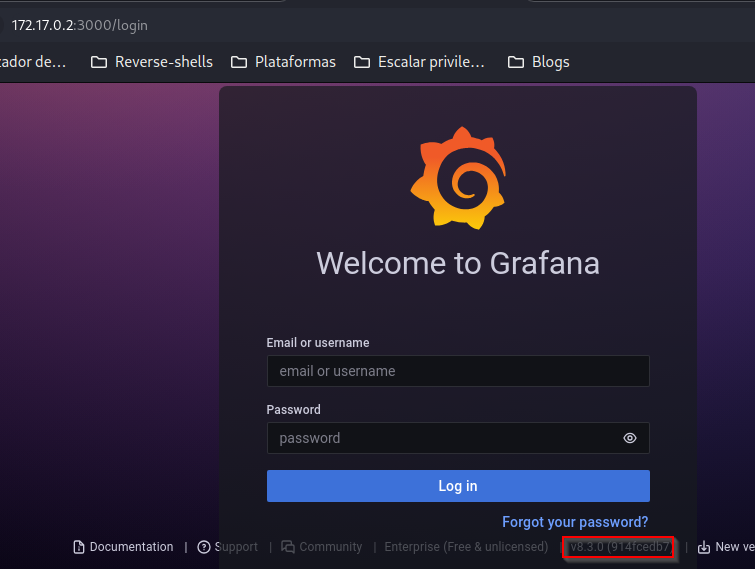 172.17.0.2:3000/login
zador de… Reverse-shells Plataformas Escalar privile… Blogs
Welcome to Grafana
Email or username
email or username
Password
password
Log in
Forgot your password?
Documentation | Support | Community | Enterprise (Free & unlicensed) | v8.3.0 (914fcedb7) | New ve